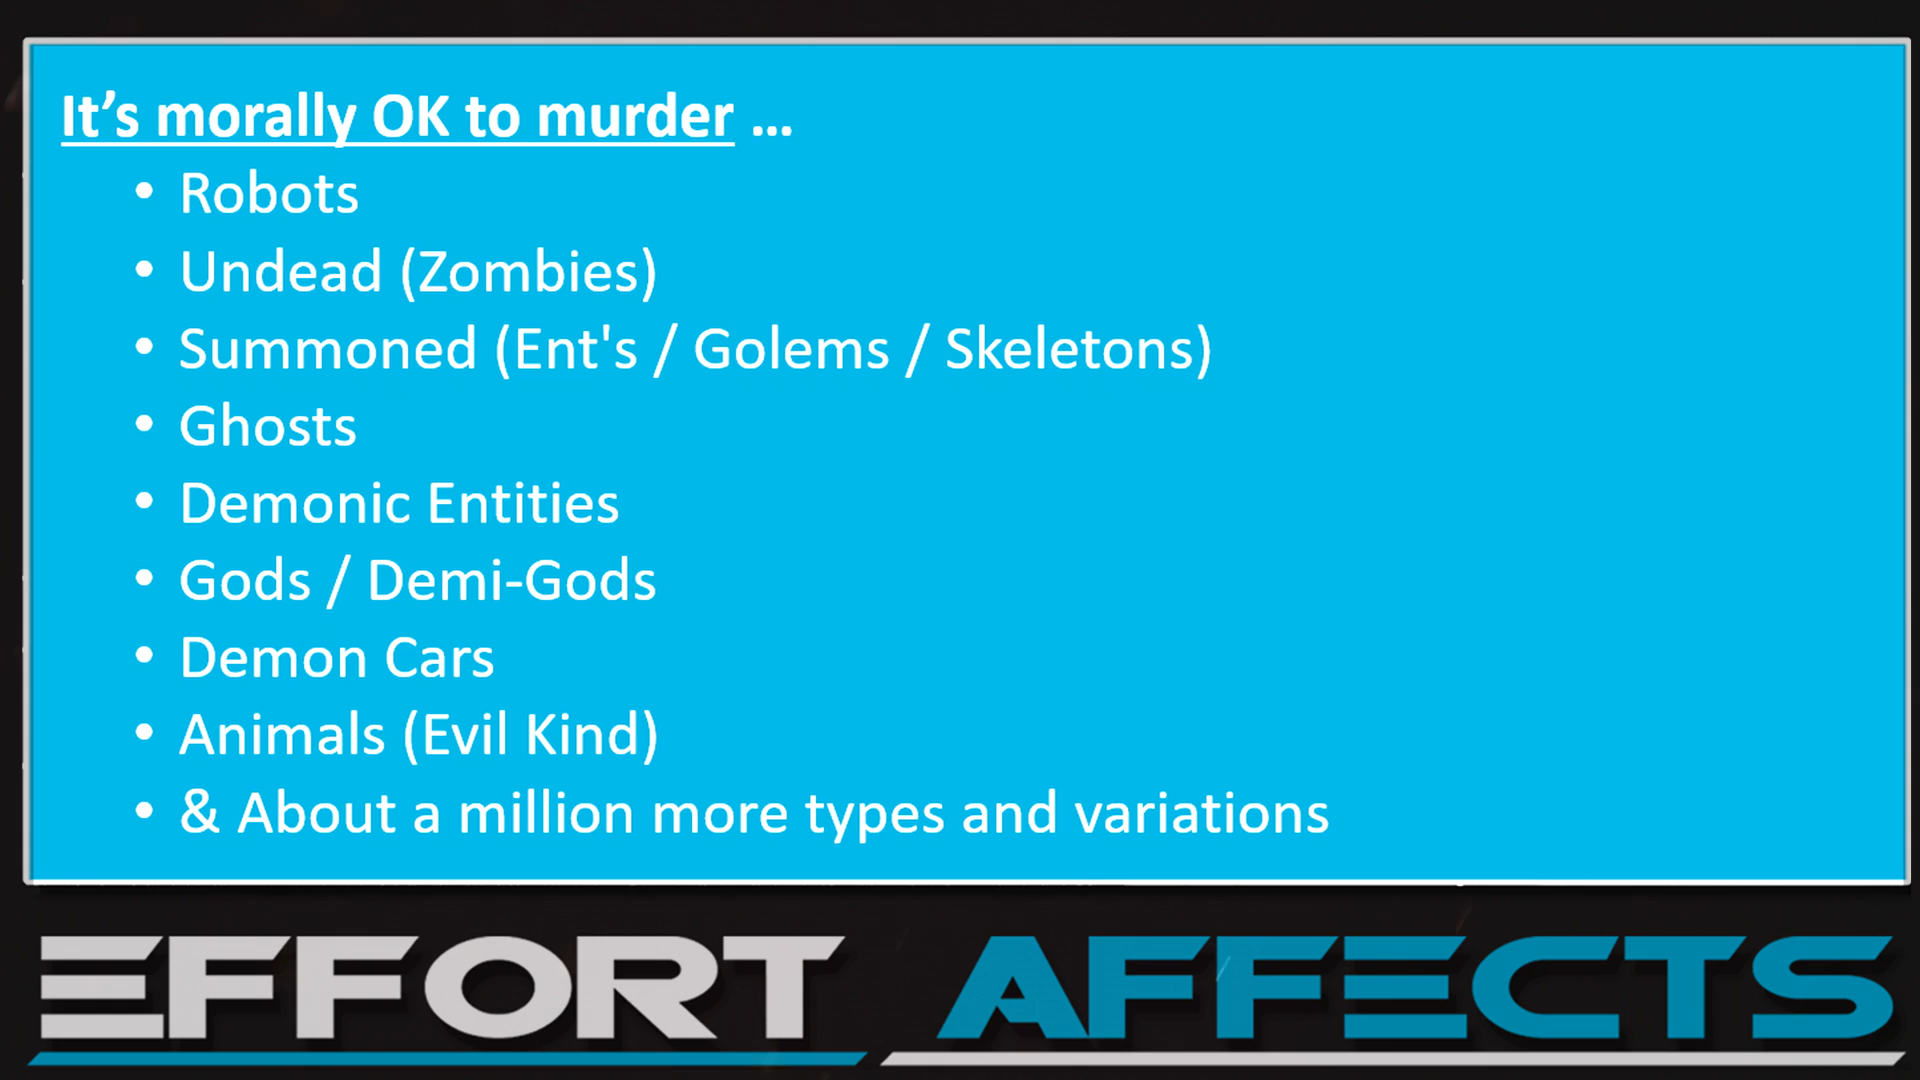 It’s morally OK to murder ...
• Robots
• Undead (Zombies)
• Summoned (Ent's / Golems / Skeletons)
• Ghosts
• Demonic Entities
• Gods / Demi-Gods
• Demon Cars
• Animals (Evil Kind)
• & About a million more types and variations
EFFORT AFFECTS